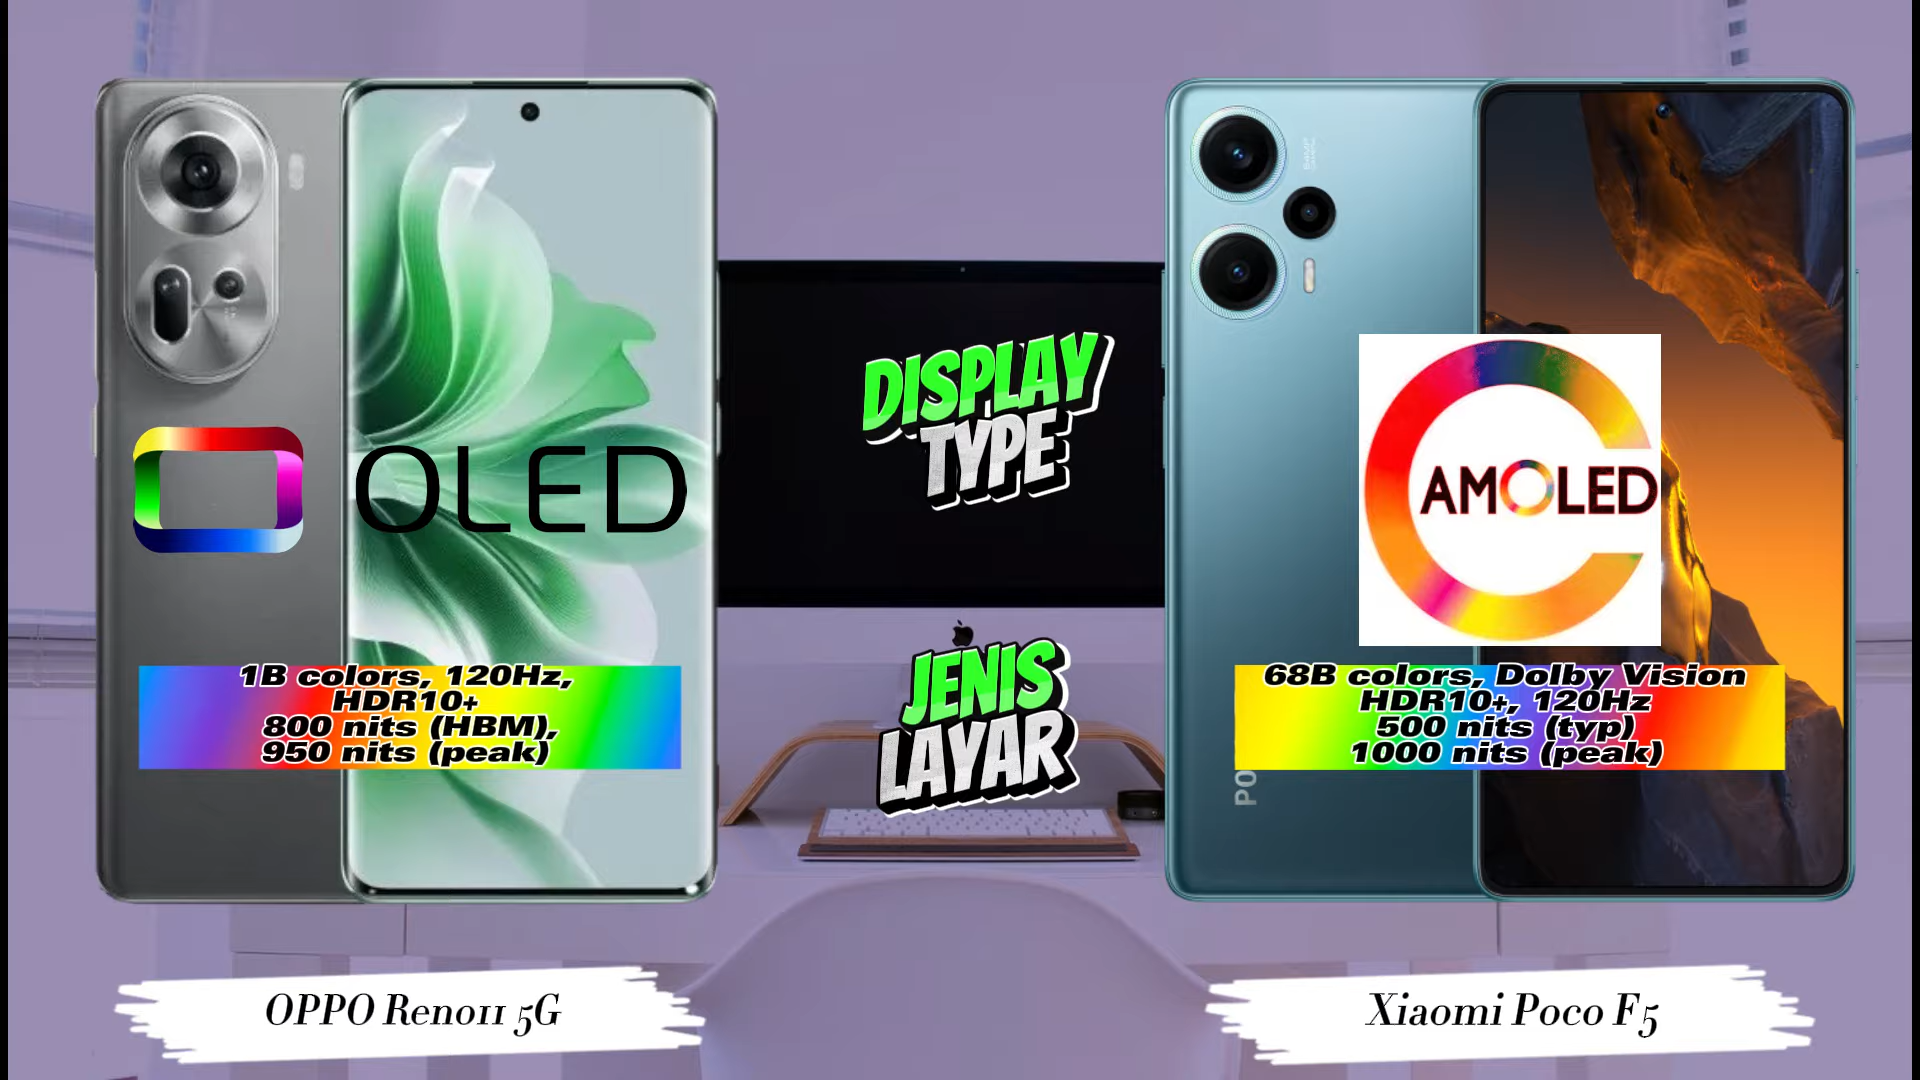 OLED
1B colors, 120Hz,
HDR10+
800 nits (HBM),
950 nits (peak)
OPPO Reno11 5G
DISPLAY
TYPE
JENIS
LAYAR
AMOLED
68B colors, Dolby Vision
HDR10+, 120Hz
500 nits (typ)
1000 nits (peak)
PO
Xiaomi Poco F5